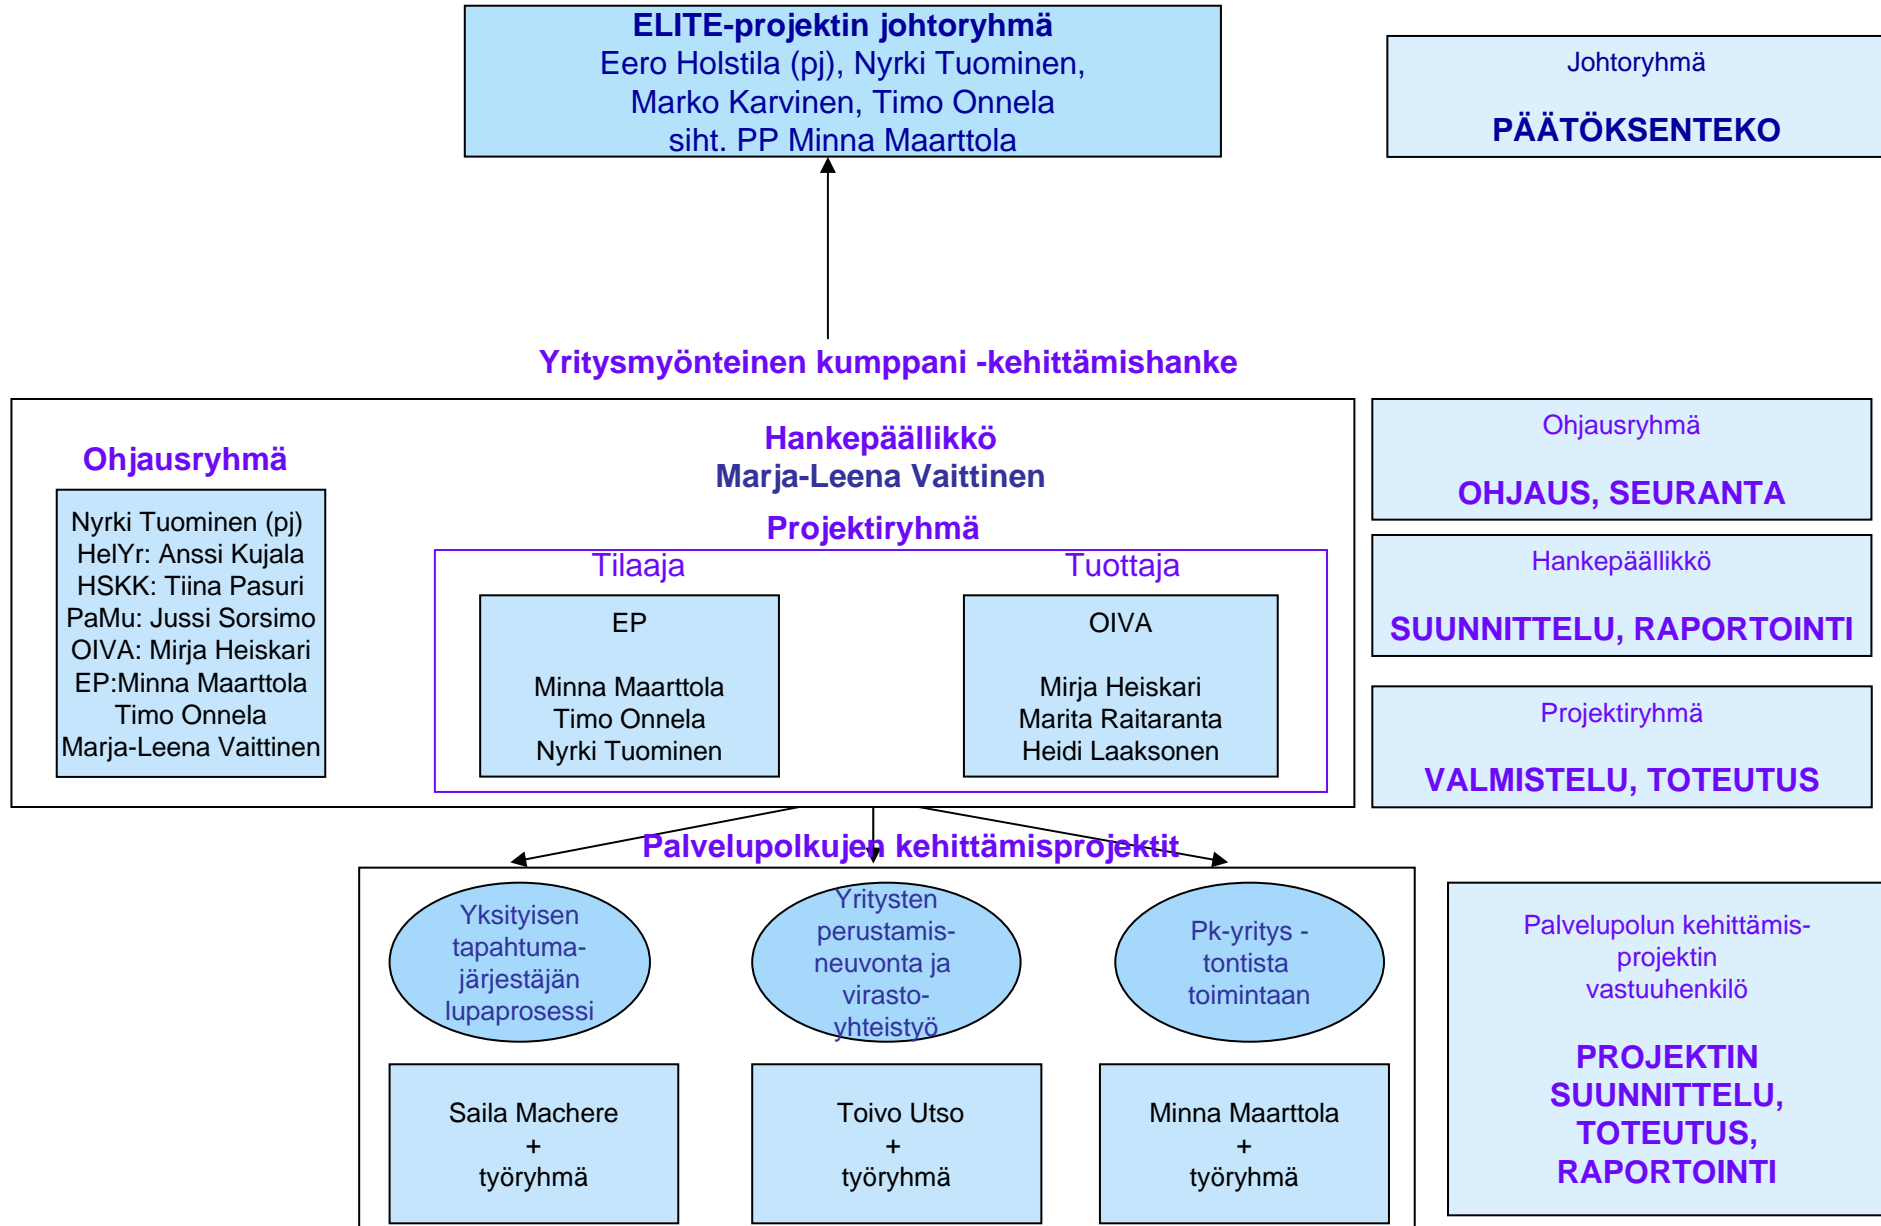 ELITE-projektin johtoryhmä
Eero Holstila (pj), Nyrki Tuominen,
Marko Karvinen, Timo Onnela
siht. PP Minna Maarttola
Johtoryhmä
PÄÄTÖKSENTEKO
Yritysmyönteinen kumppani -kehittämishanke
Ohjausryhmä
Nyrki Tuominen (pj)
HelYr: Anssi Kujala
HSKK: Tiina Pasuri
PaMu: Jussi Sorsimo
OIVA: Mirja Heiskari
EP:Minna Maarttola
Timo Onnela
Marja-Leena Vaittinen
Hankepäällikkö
Marja-Leena Vaittinen
Projektiryhmä
Tilaaja
EP
Minna Maarttola
Timo Onnela
Nyrki Tuominen
Tuottaja
OIVA
Mirja Heiskari
Marita Raitaranta
Heidi Laaksonen
Ohjausryhmä
OHJAUS, SEURANTA
Hankepäällikkö
SUUNNITTELU, RAPORTOINTI
Projektiryhmä
VALMISTELU, TOTEUTUS
Palvelupolkujen kehittämisprojektit
Yksityisen
tapahtuma-
järjestäjän
lupaprosessi
Yritysten
perustamis-
neuvonta ja
virasto-
yhteistyö
Pk-yritys -
tontista
toimintaan
Saila Machere
+
työryhmä
Toivo Utso
+
työryhmä
Minna Maarttola
+
työryhmä
Palvelupolun kehittämis-
projektin
vastuuhenkilö
PROJEKTIN
SUUNNITTELU,
TOTEUTUS,
RAPORTOINTI